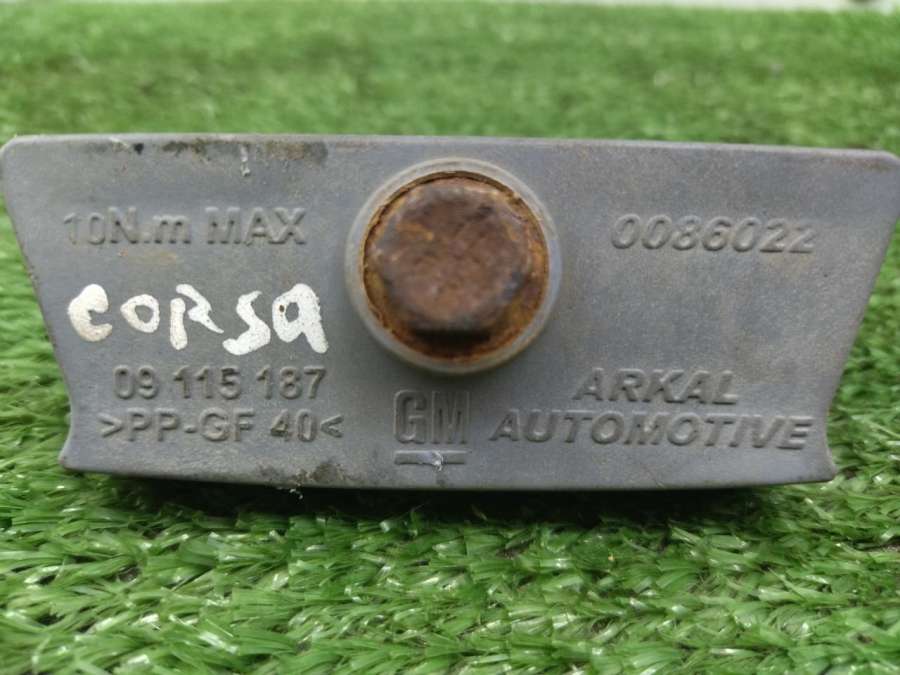 10N.m MAX
0086022
CORSA
09 115 187
>PP-GF 40<
GM
ARKAL
AUTOMOTIVE